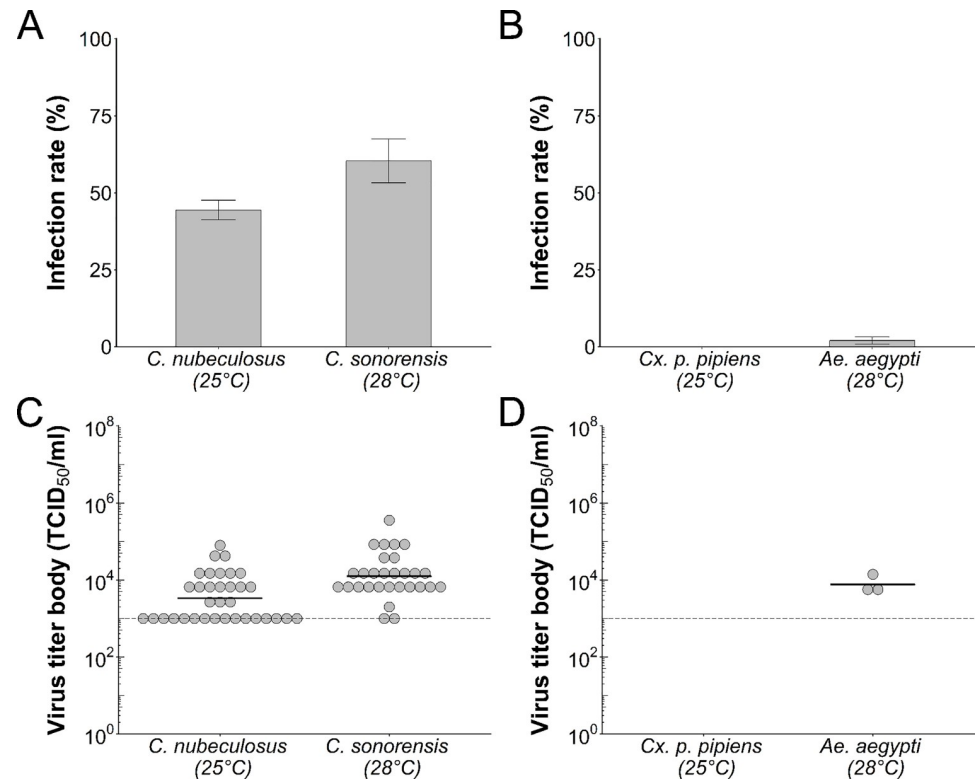 A
Infection rate (%)
100
75
50
25
0
C. nubeculosus
(25°C)
C. sonorensis
(28°C)
B
Infection rate (%)
100
75
50
25
0
Cx. p. pipiens
(25°C)
Ae. aegypti
(28°C)
C
Virus titer body (TCID50/ml)
10^8
10^6
10^4
10^2
10^0
C. nubeculosus
(25°C)
C. sonorensis
(28°C)
D
Virus titer body (TCID50/ml)
10^8
10^6
10^4
10^2
10^0
Cx. p. pipiens
(25°C)
Ae. aegypti
(28°C)